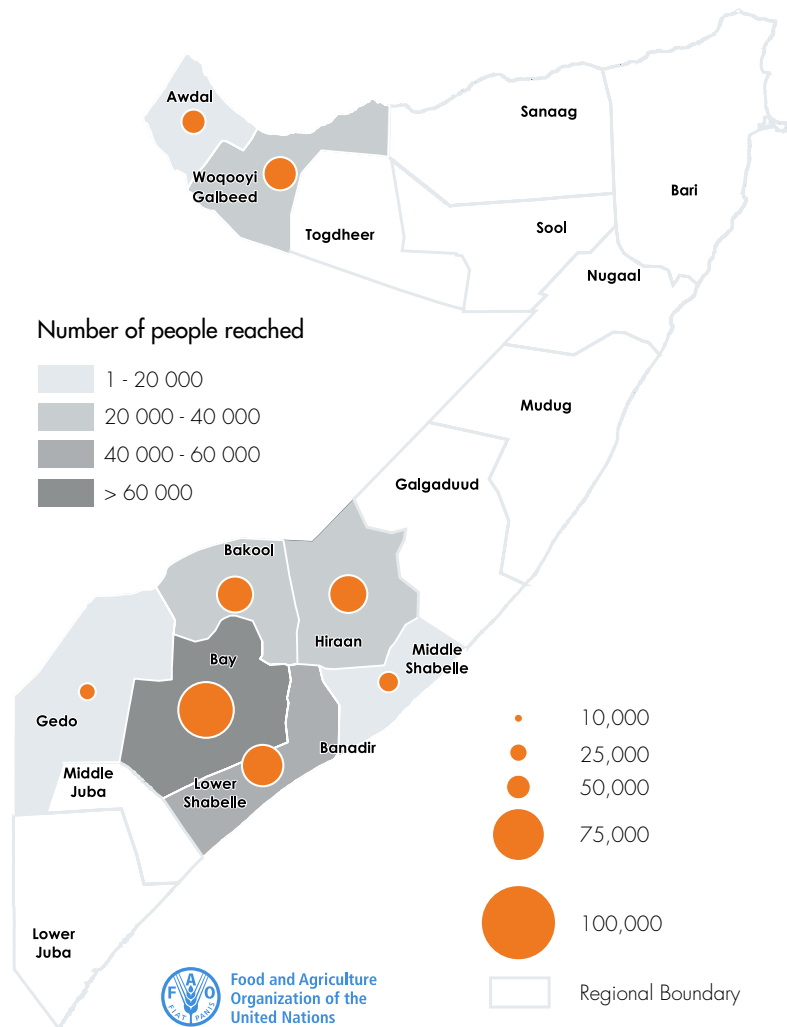 Awdal
Sanaag
Woqooyi
Galbeed
Bari
Togdheer
Sool
Nugaal
Number of people reached
1 - 20 000
20 000 - 40 000
40 000 - 60 000
> 60 000
Mudug
Galgaduud
Bakool
Hiraan
Middle
Shabelle
Bay
Gedo
Banadir
Middle
Juba
Lower
Shabelle
10,000
25,000
50,000
75,000
100,000
Lower
Juba
F A O
FIAT PANIS
Food and Agriculture
Organization of the
United Nations
Regional Boundary